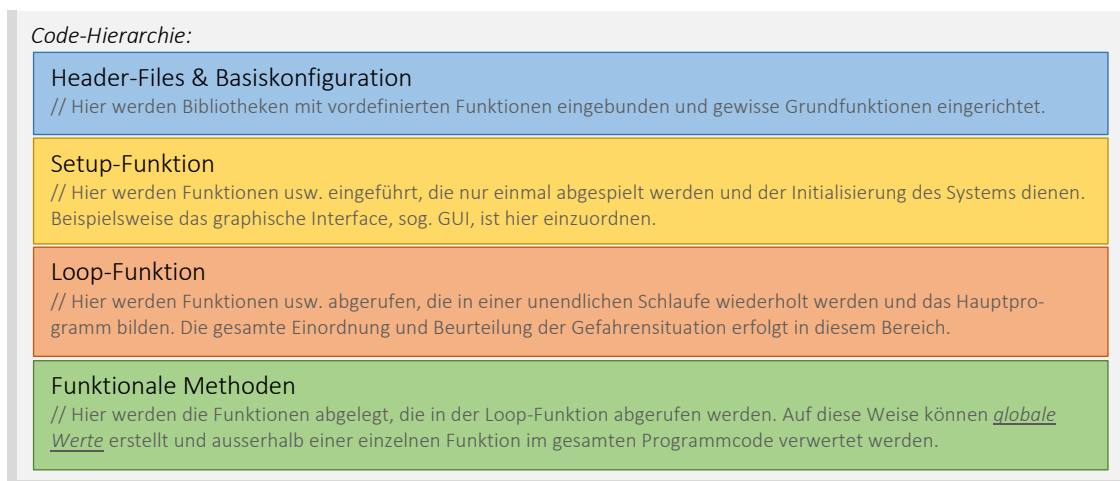 Code-Hierarchie:
Header-Files & Basiskonfiguration
// Hier werden Bibliotheken mit vordefinierten Funktionen eingebunden und gewisse Grundfunktionen eingerichtet.
Setup-Funktion
// Hier werden Funktionen usw. eingeführt, die nur einmal abgespielt werden und der Initialisierung des Systems dienen.
Beispielsweise das graphische Interface, sog. GUI, ist hier einzuordnen.
Loop-Funktion
// Hier werden Funktionen usw. abgerufen, die in einer unendlichen Schlaufe wiederholt werden und das Hauptpro-
gramm bilden. Die gesamte Einordnung und Beurteilung der Gefahrensituation erfolgt in diesem Bereich.
Funktionale Methoden
// Hier werden die Funktionen abgelegt, die in der Loop-Funktion abgerufen werden. Auf diese Weise können globale
Werte erstellt und ausserhalb einer einzelnen Funktion im gesamten Programmcode verwertet werden.